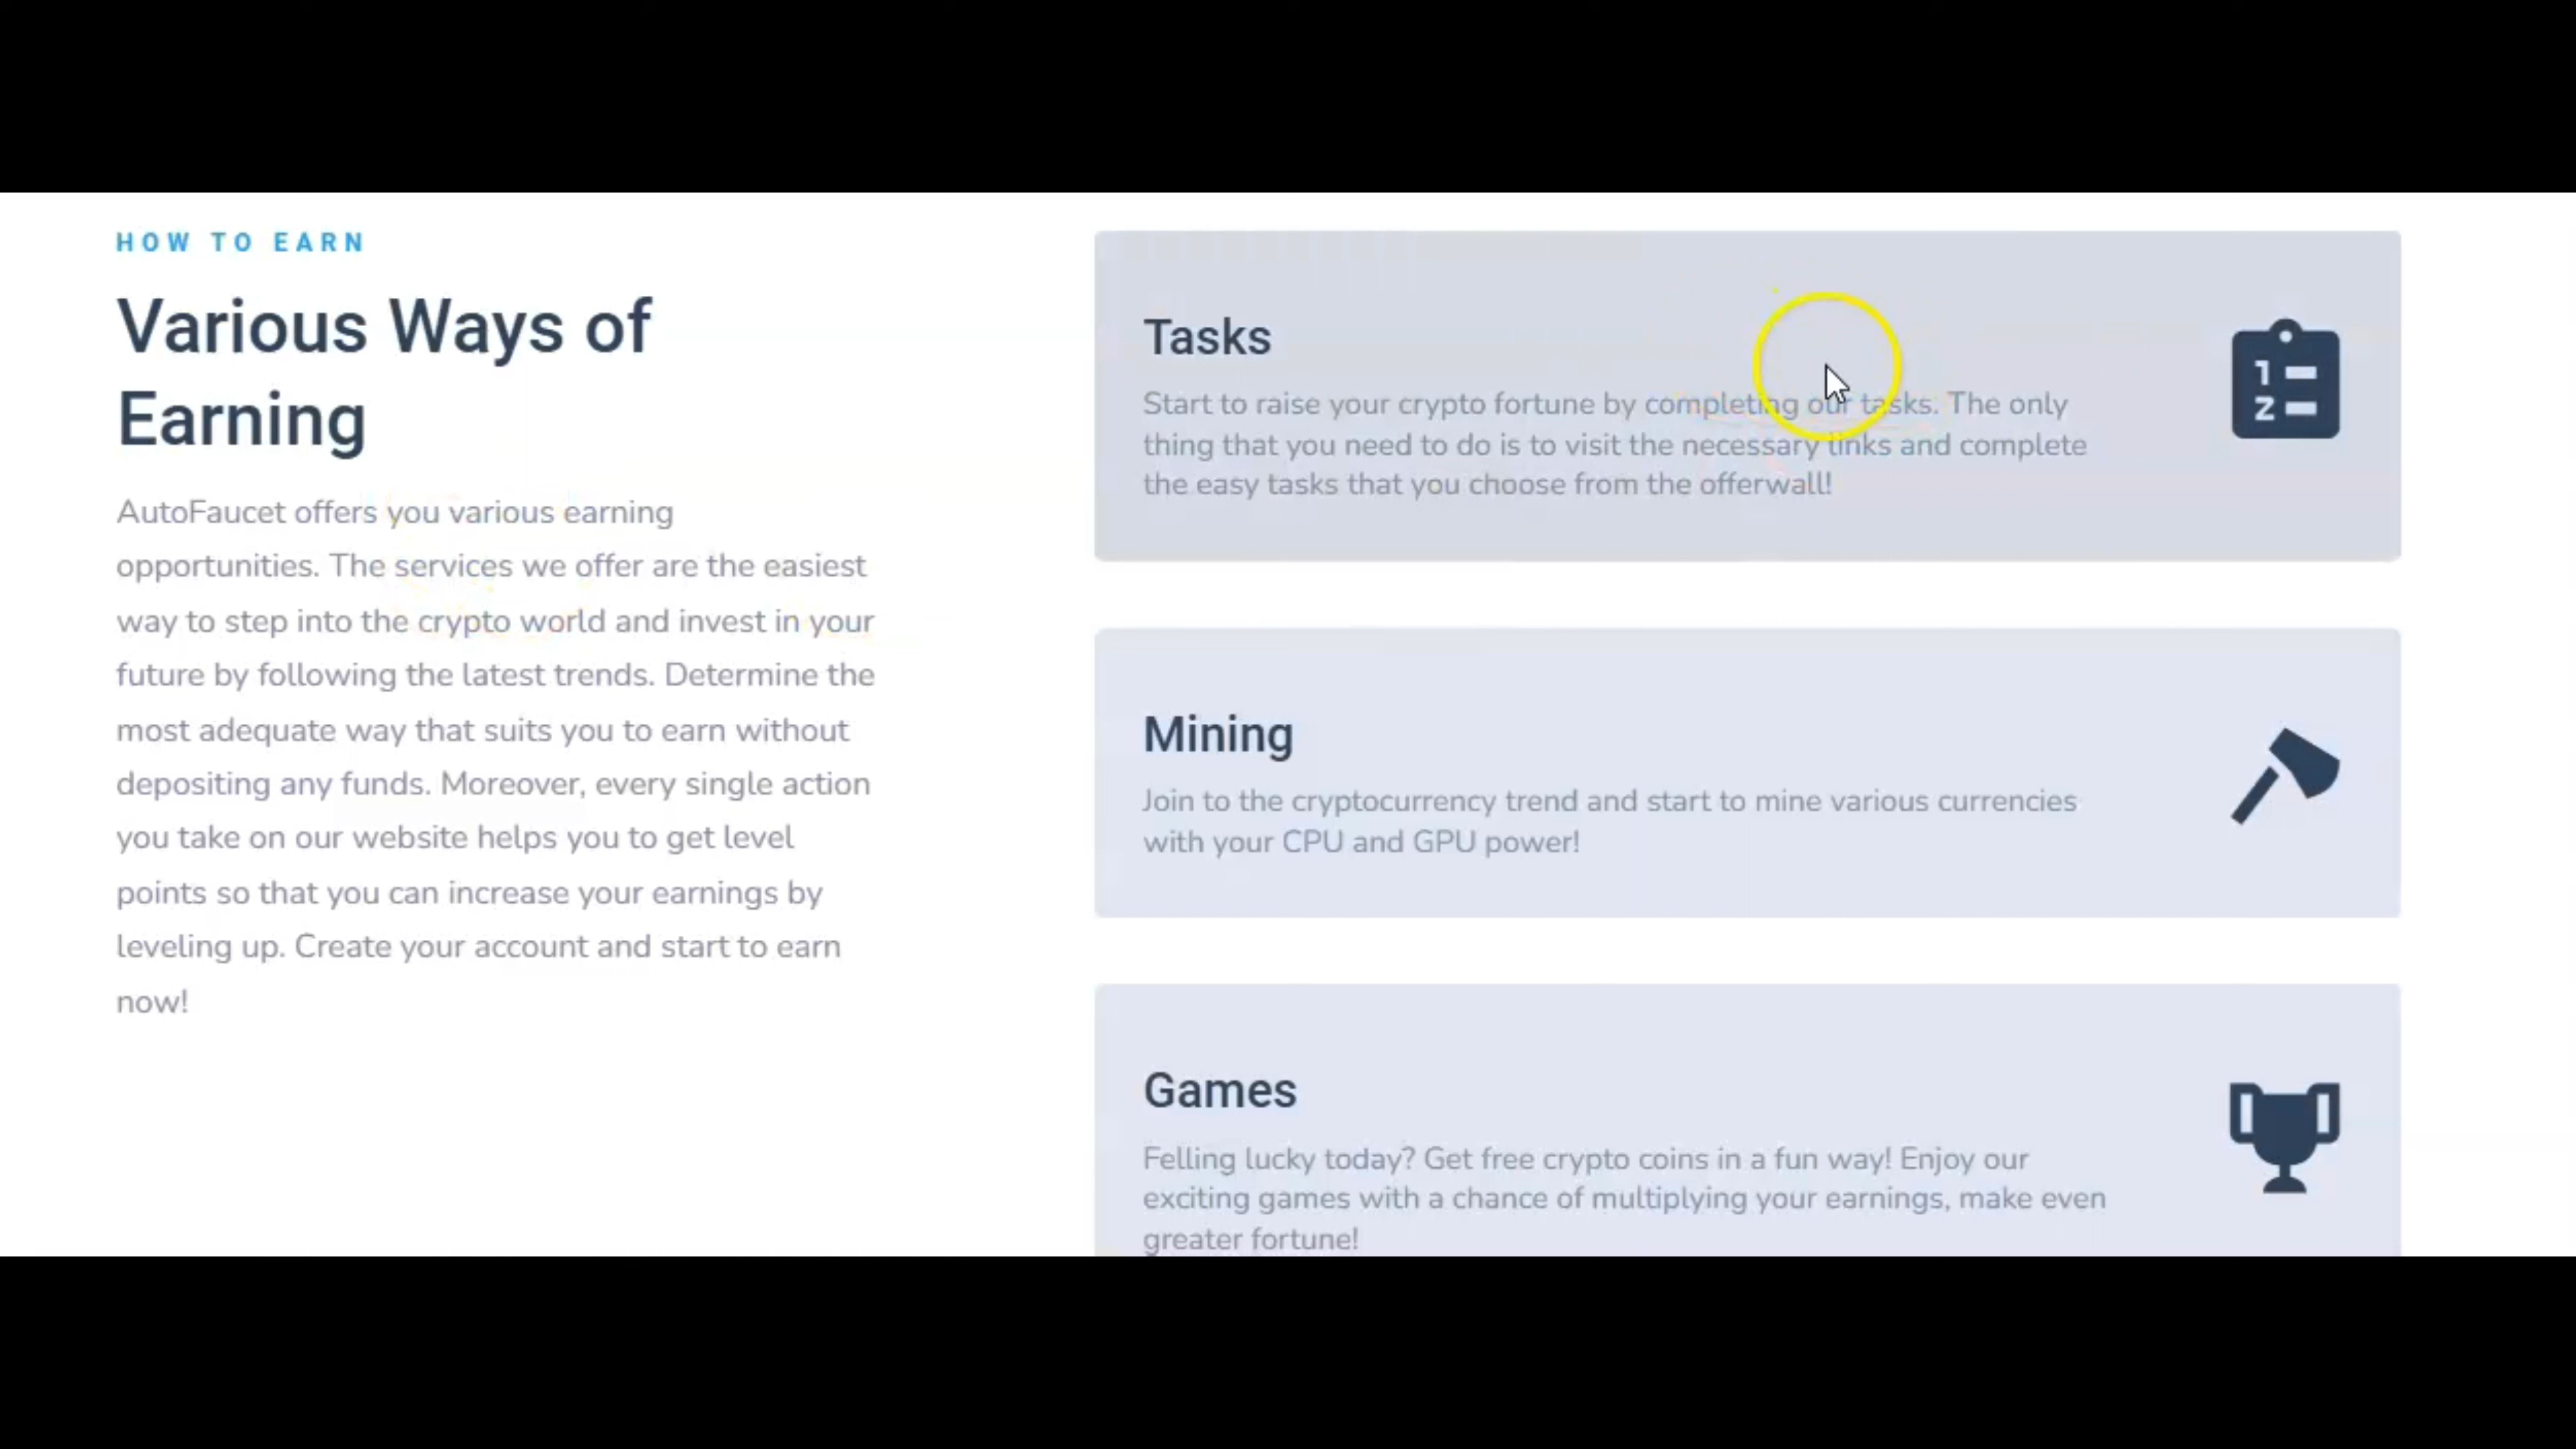 HOW TO EARN
Various Ways of
Earning
AutoFaucet offers you various earning
opportunities. The services we offer are the easiest
way to step into the crypto world and invest in your
future by following the latest trends. Determine the
most adequate way that suits you to earn without
depositing any funds. Moreover, every single action
you take on our website helps you to get level
points so that you can increase your earnings by
leveling up. Create your account and start to earn
now!
Tasks
Start to raise your crypto fortune by completing our tasks. The only
thing that you need to do is to visit the necessary links and complete
the easy tasks that you choose from the offerwall!
Mining
Join to the cryptocurrency trend and start to mine various currencies
with your CPU and GPU power!
Games
Felling lucky today? Get free crypto coins in a fun way! Enjoy our
exciting games with a chance of multiplying your earnings, make even
greater fortune!